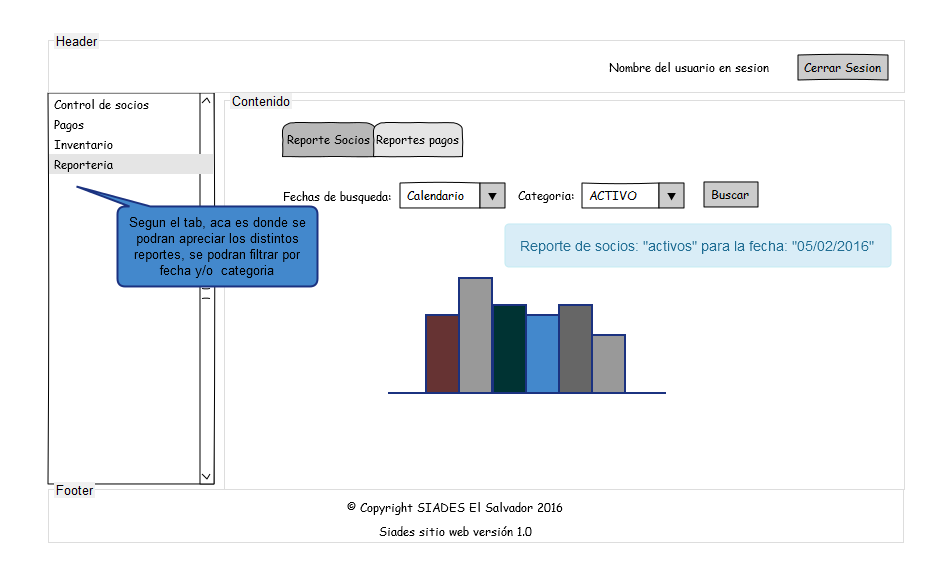 Header
Nombre del usuario en sesion
Cerrar Sesion
Control de socios
Pagos
Inventario
Reporteria
Contenido
Reporte Socios
Reportes pagos
Fechas de busqueda:
Calendario
Categoria:
ACTIVO
Buscar
Segun el tab, aca es donde se
podran apreciar los distintos
reportes, se podran filtrar por
fecha y/o categoria
Reporte de socios: "activos" para la fecha: "05/02/2016"
Footer
© Copyright SIADES El Salvador 2016
Siades sitio web versión 1.0